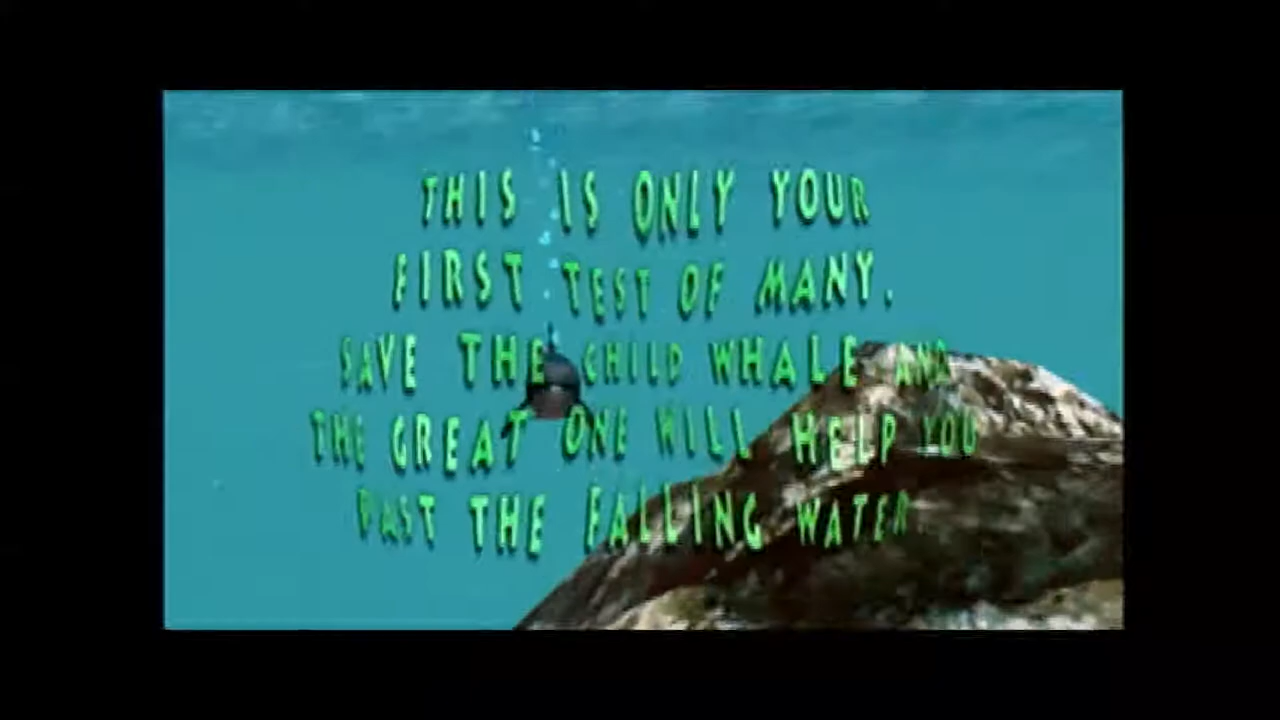 THIS IS ONLY YOUR
FIRST TEST OF MANY.
SAVE THE CHILD WHALE AND
THE GREAT ONE WILL HELP YOU
PAST THE FALLING WATER